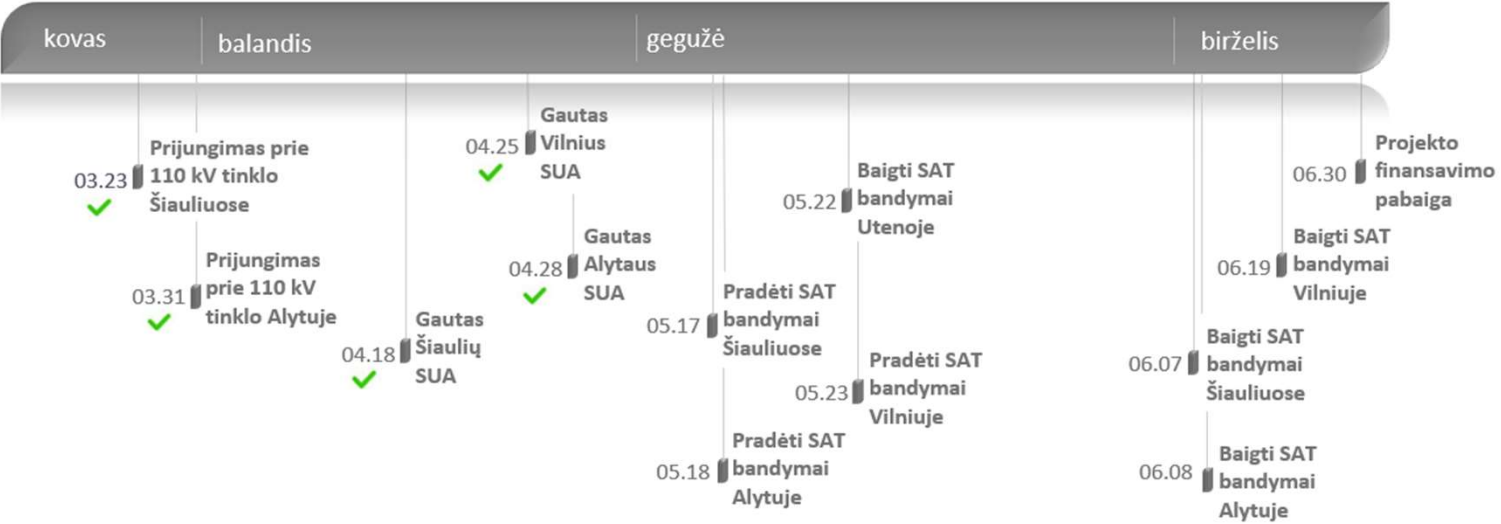 kovas
balandis
gegužė
birželis
03.23
Prijungimas prie
110 kV tinklo
Šiauliuose
03.31
Prijungimas
prie 110 kV
tinklo Alytuje
04.18
Gautas
Šiaulių
SUA
04.25
Gautas
Vilnius
SUA
04.28
Gautas
Alytaus
SUA
05.17
Pradėti SAT
bandymai
Šiauliuose
05.18
Pradėti SAT
bandymai
Alytuje
05.22
Baigti SAT
bandymai
Utenoje
05.23
Pradėti SAT
bandymai
Vilniuje
06.07
Baigti SAT
bandymai
Šiauliuose
06.08
Baigti SAT
bandymai
Alytuje
06.19
Baigti SAT
bandymai
Vilniuje
06.30
Projekto
finansavimo
pabaiga